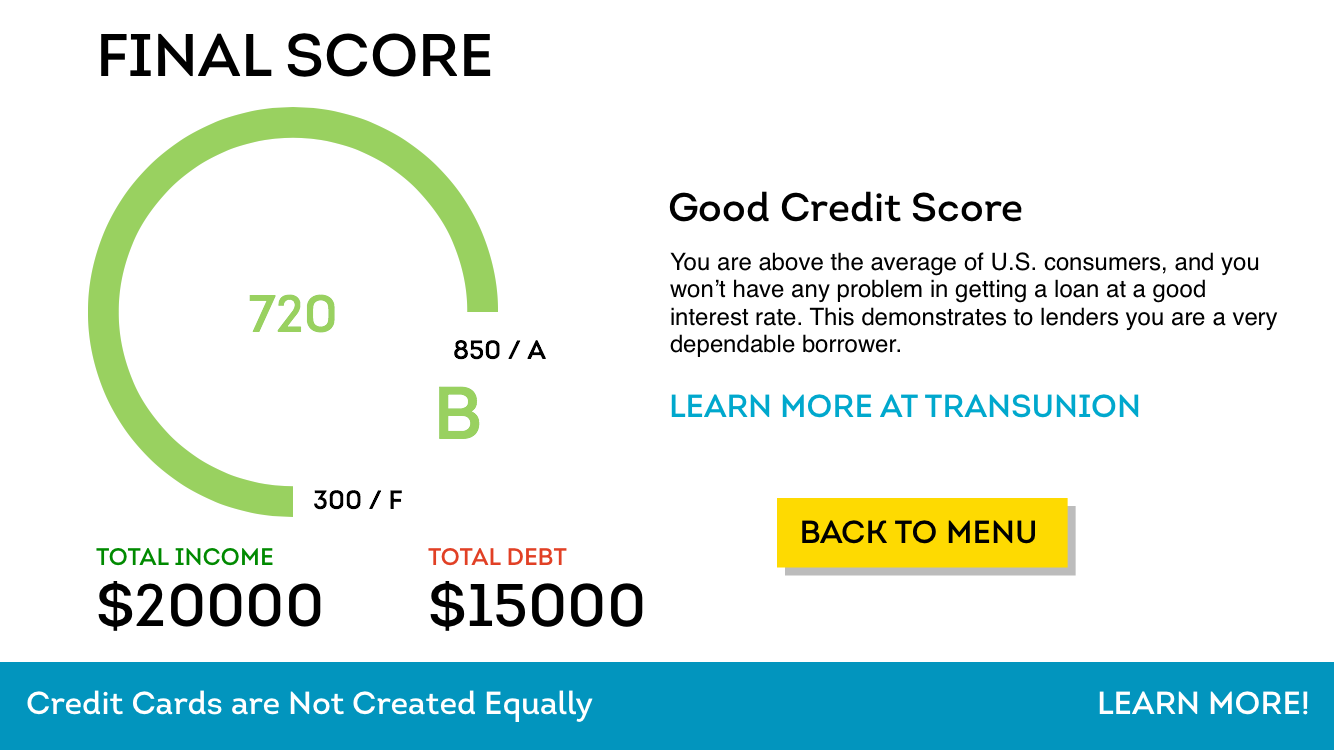 FINAL SCORE
720
850 / A
B
300 / F
TOTAL INCOME
$20000
TOTAL DEBT
$15000
Good Credit Score
You are above the average of U.S. consumers, and you
won’t have any problem in getting a loan at a good
interest rate. This demonstrates to lenders you are a very
dependable borrower.
LEARN MORE AT TRANSUNION
BACK TO MENU
Credit Cards are Not Created Equally
LEARN MORE!